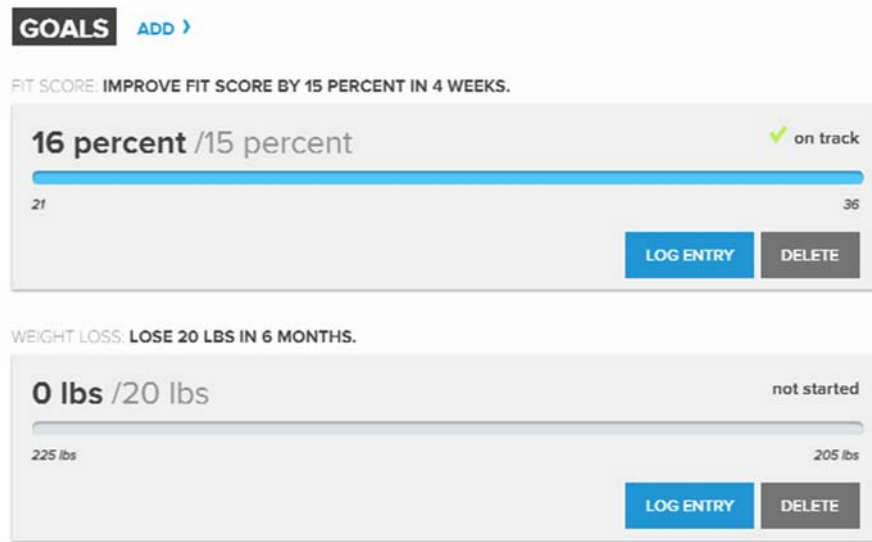 GOALS ADD ›
FIT SCORE: IMPROVE FIT SCORE BY 15 PERCENT IN 4 WEEKS.
16 percent /15 percent ✓ on track
21 36
LOG ENTRY DELETE
WEIGHT LOSS: LOSE 20 LBS IN 6 MONTHS.
0 lbs /20 lbs not started
225 lbs 205 lbs
LOG ENTRY DELETE